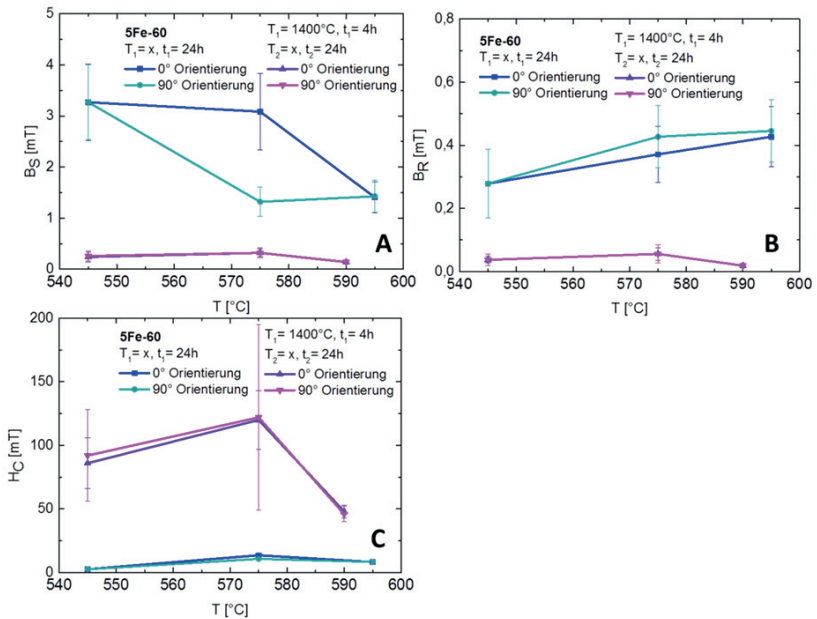 5Fe-60
T1= x, t1= 24h
0° Orientierung
90° Orientierung
T1= 1400°C, t1= 4h
T2= x, t2= 24h
0° Orientierung
90° Orientierung
BS [mT]
4
3
2
1
0
540 550 560 570 580 590 600
T [°C]
A
5Fe-60
T1= x, t1= 24h
0° Orientierung
90° Orientierung
T1= 1400°C, t1= 4h
T2= x, t2= 24h
0° Orientierung
90° Orientierung
BR [mT]
0,8
0,6
0,4
0,2
0,0
540 550 560 570 580 590 600
T [°C]
B
5Fe-60
T1= x, t1= 24h
0° Orientierung
90° Orientierung
T1= 1400°C, t1= 4h
T2= x, t2= 24h
0° Orientierung
90° Orientierung
HC [mT]
200
150
100
50
0
540 550 560 570 580 590 600
T [°C]
C